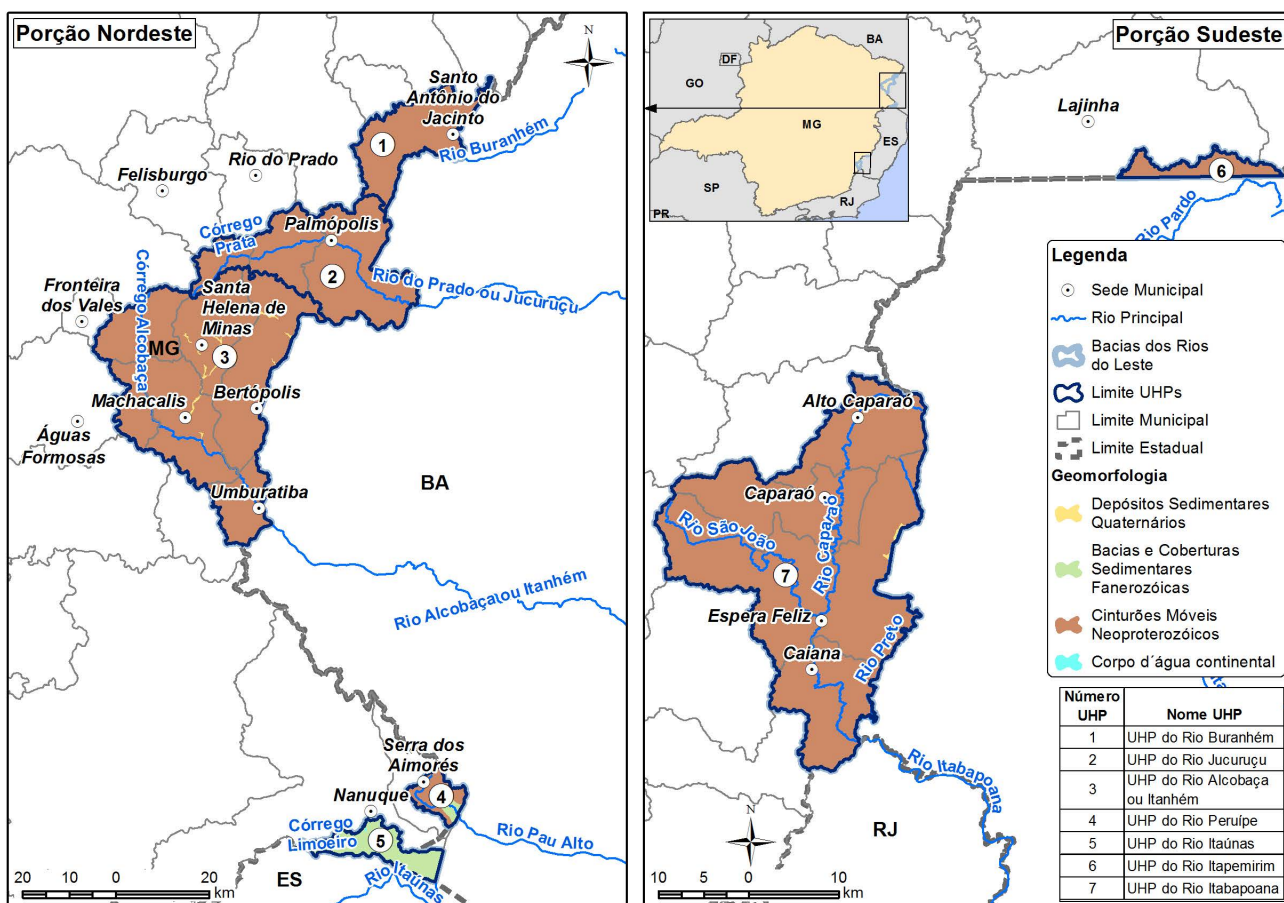 Porção Nordeste
N
Santo
Antônio do
Jacinto
1
Rio Buranhém
Rio do Prado
Felisburgo
Palmópolis
Córrego
Prata
2
Rio do Prado ou Jucuruçu
Santa
Helena de
Minas
Fronteira
dos Vales
Córrego Alcobaça
MG
3
Machacalis
Bertópolis
Águas
Formosas
Umburatiba
BA
Rio Alcobaça ou Itanhém
Serra dos
Aimorés
4
Nanuque
Córrego
Limoeiro
5
Rio Pau Alto
Rio Itaúnas
ES
20 10 0 20
km
Porção Sudeste
BA
DF
GO
MG
ES
SP
RJ
PR
Lajinha
6
Rio Pardo
Alto Caparaó
Caparaó
Rio Caparaó
Rio São João
7
Espera Feliz
Rio Preto
Caiana
Rio Itabapoana
RJ
N
10 5 0 10
km
Legenda
Sede Municipal
Rio Principal
Bacias dos Rios
do Leste
Limite UHPs
Limite Municipal
Limite Estadual
Geomorfologia
Depósitos Sedimentares
Quaternários
Bacias e Coberturas
Sedimentares
Fanerozóicas
Cinturões Móveis
Neoproterozóicos
Corpo d´água continental
Número
UHP
Nome UHP
1 UHP do Rio Buranhém
2 UHP do Rio Jucuruçu
3 UHP do Rio Alcobaça
ou Itanhém
4 UHP do Rio Peruípe
5 UHP do Rio Itaúnas
6 UHP do Rio Itapemirim
7 UHP do Rio Itabapoana